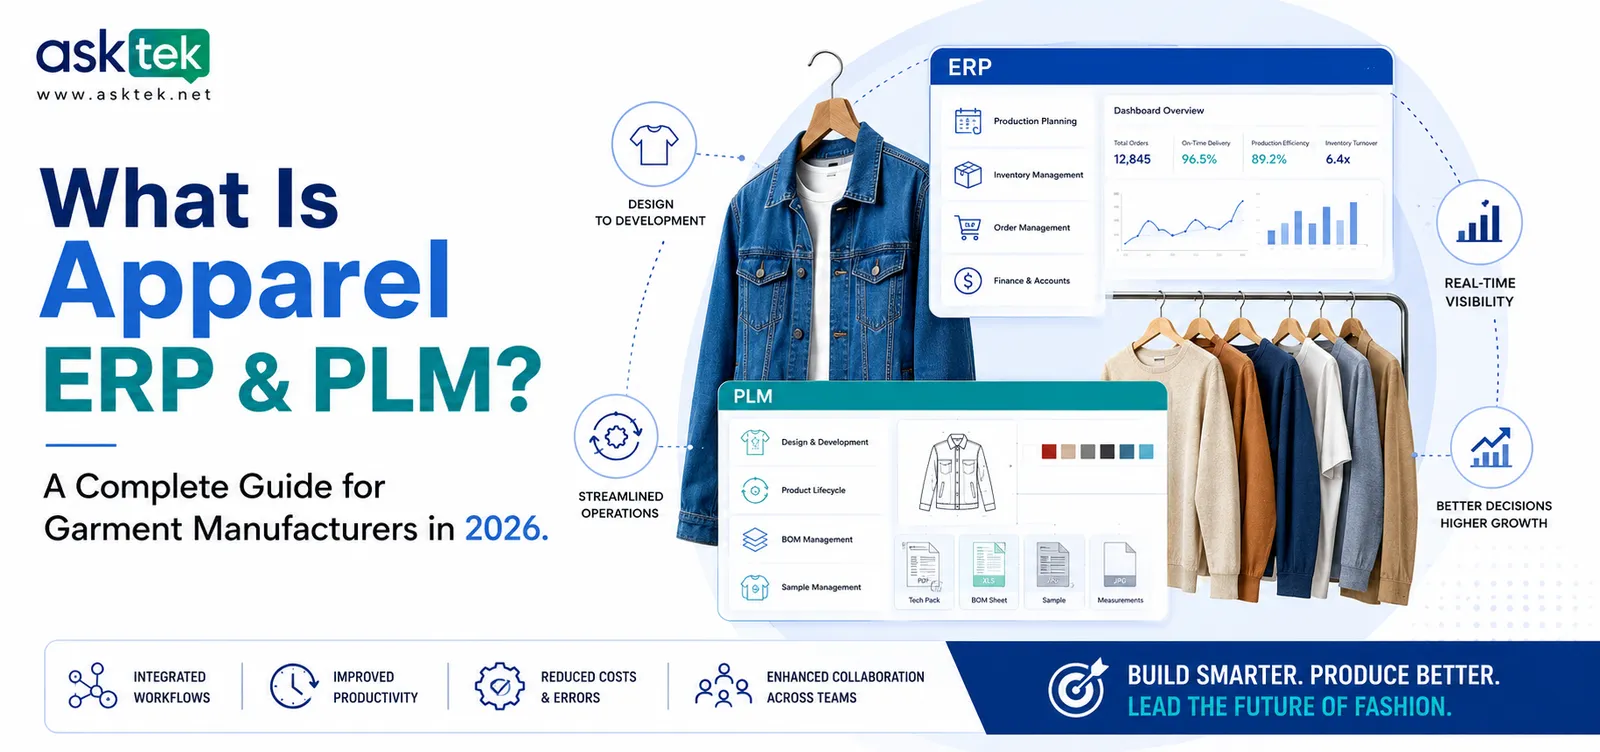 asktek
www.asktek.net
What Is
Apparel
ERP & PLM?
A Complete Guide for
Garment Manufacturers in 2026.
DESIGN
TO DEVELOPMENT
STREAMLINED
OPERATIONS
ERP
Production Planning
Inventory Management
Order Management
Finance & Accounts
Dashboard Overview
Total Orders
12,845
On-Time Delivery
96.5%
Production Efficiency
89.2%
Inventory Turnover
6.4x
REAL-TIME
VISIBILITY
BETTER DECISIONS
HIGHER GROWTH
PLM
Design & Development
Product Lifecycle
BOM Management
Sample Management
PDF
Tech Pack
XLS
BOM Sheet
Sample
JPG
Measurements
INTEGRATED
WORKFLOWS
IMPROVED
PRODUCTIVITY
REDUCED COSTS
& ERRORS
ENHANCED COLLABORATION
ACROSS TEAMS
BUILD SMARTER. PRODUCE BETTER.
LEAD THE FUTURE OF FASHION.